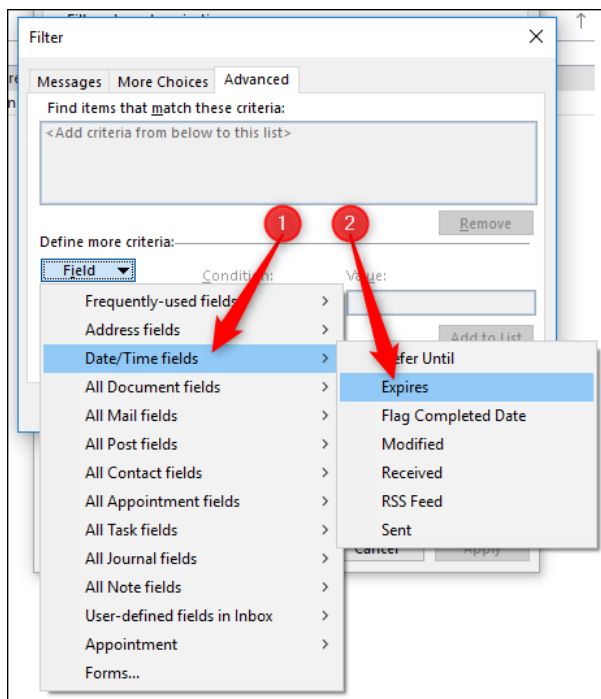 Filter
Messages More Choices Advanced
Find items that match these criteria:
<Add criteria from below to this list>
1 2
Remove
Define more criteria:
Field
Condition:
Value:
Frequently-used fields
Address fields
Add to List
Date/Time fields
Defer Until
All Document fields
Expires
All Mail fields
Flag Completed Date
All Post fields
Modified
All Contact fields
Received
All Appointment fields
RSS Feed
All Task fields
Sent
All Journal fields
Cancel Apply
All Note fields
User-defined fields in Inbox
Appointment
Forms...